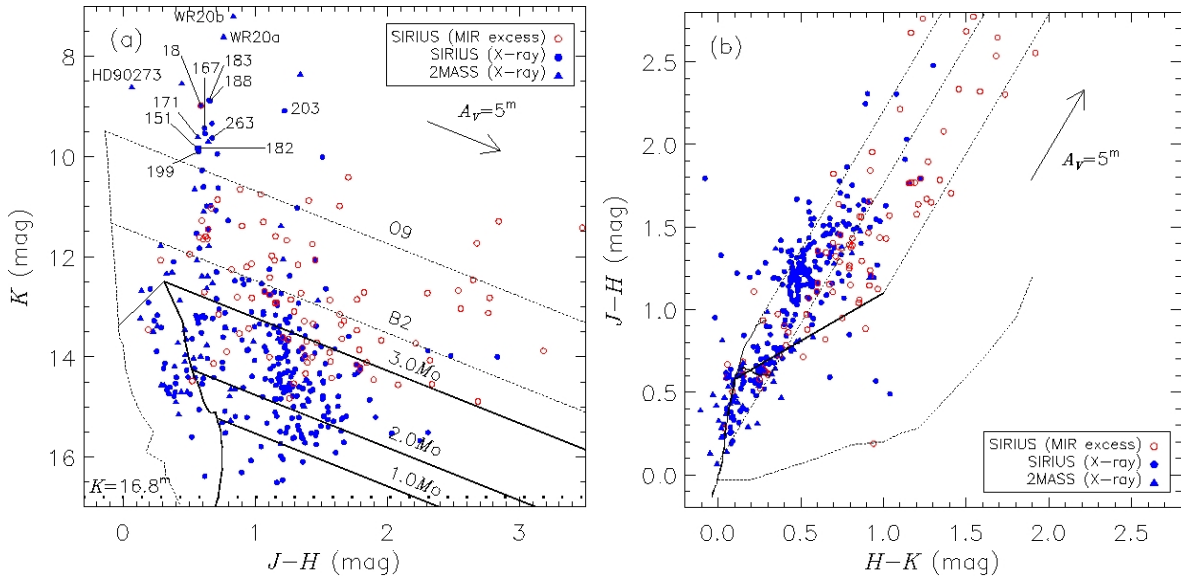 (a)
WR20b
WR20a
HD90273
18
167
183
188
171
151
203
263
182
199
SIRIUS (MIR excess)
SIRIUS (X-ray)
2MASS (X-ray)
A_V=5^m
O9
B2
3.0Mo
2.0Mo
1.0Mo
K=16.8^m
8
10
12
14
16
K (mag)
0
1
2
3
J-H (mag)
(b)
A_V=5^m
SIRIUS (MIR excess)
SIRIUS (X-ray)
2MASS (X-ray)
2.5
2.0
1.5
1.0
0.5
0.0
J-H (mag)
0.0
0.5
1.0
1.5
2.0
2.5
H-K (mag)